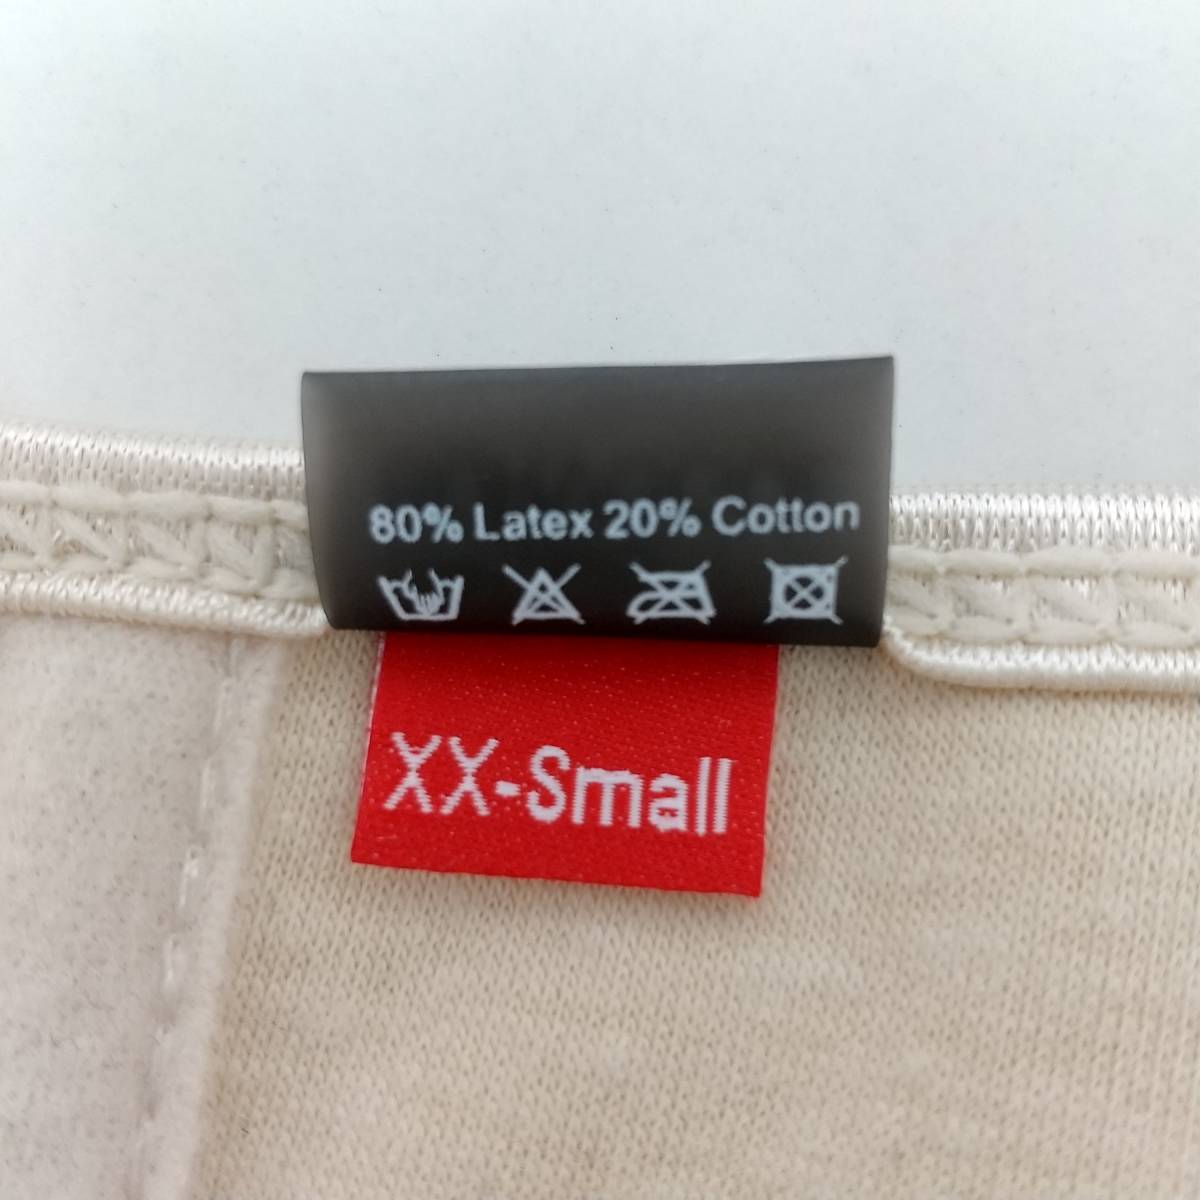 80% Latex 20% Cotton
XX-Small